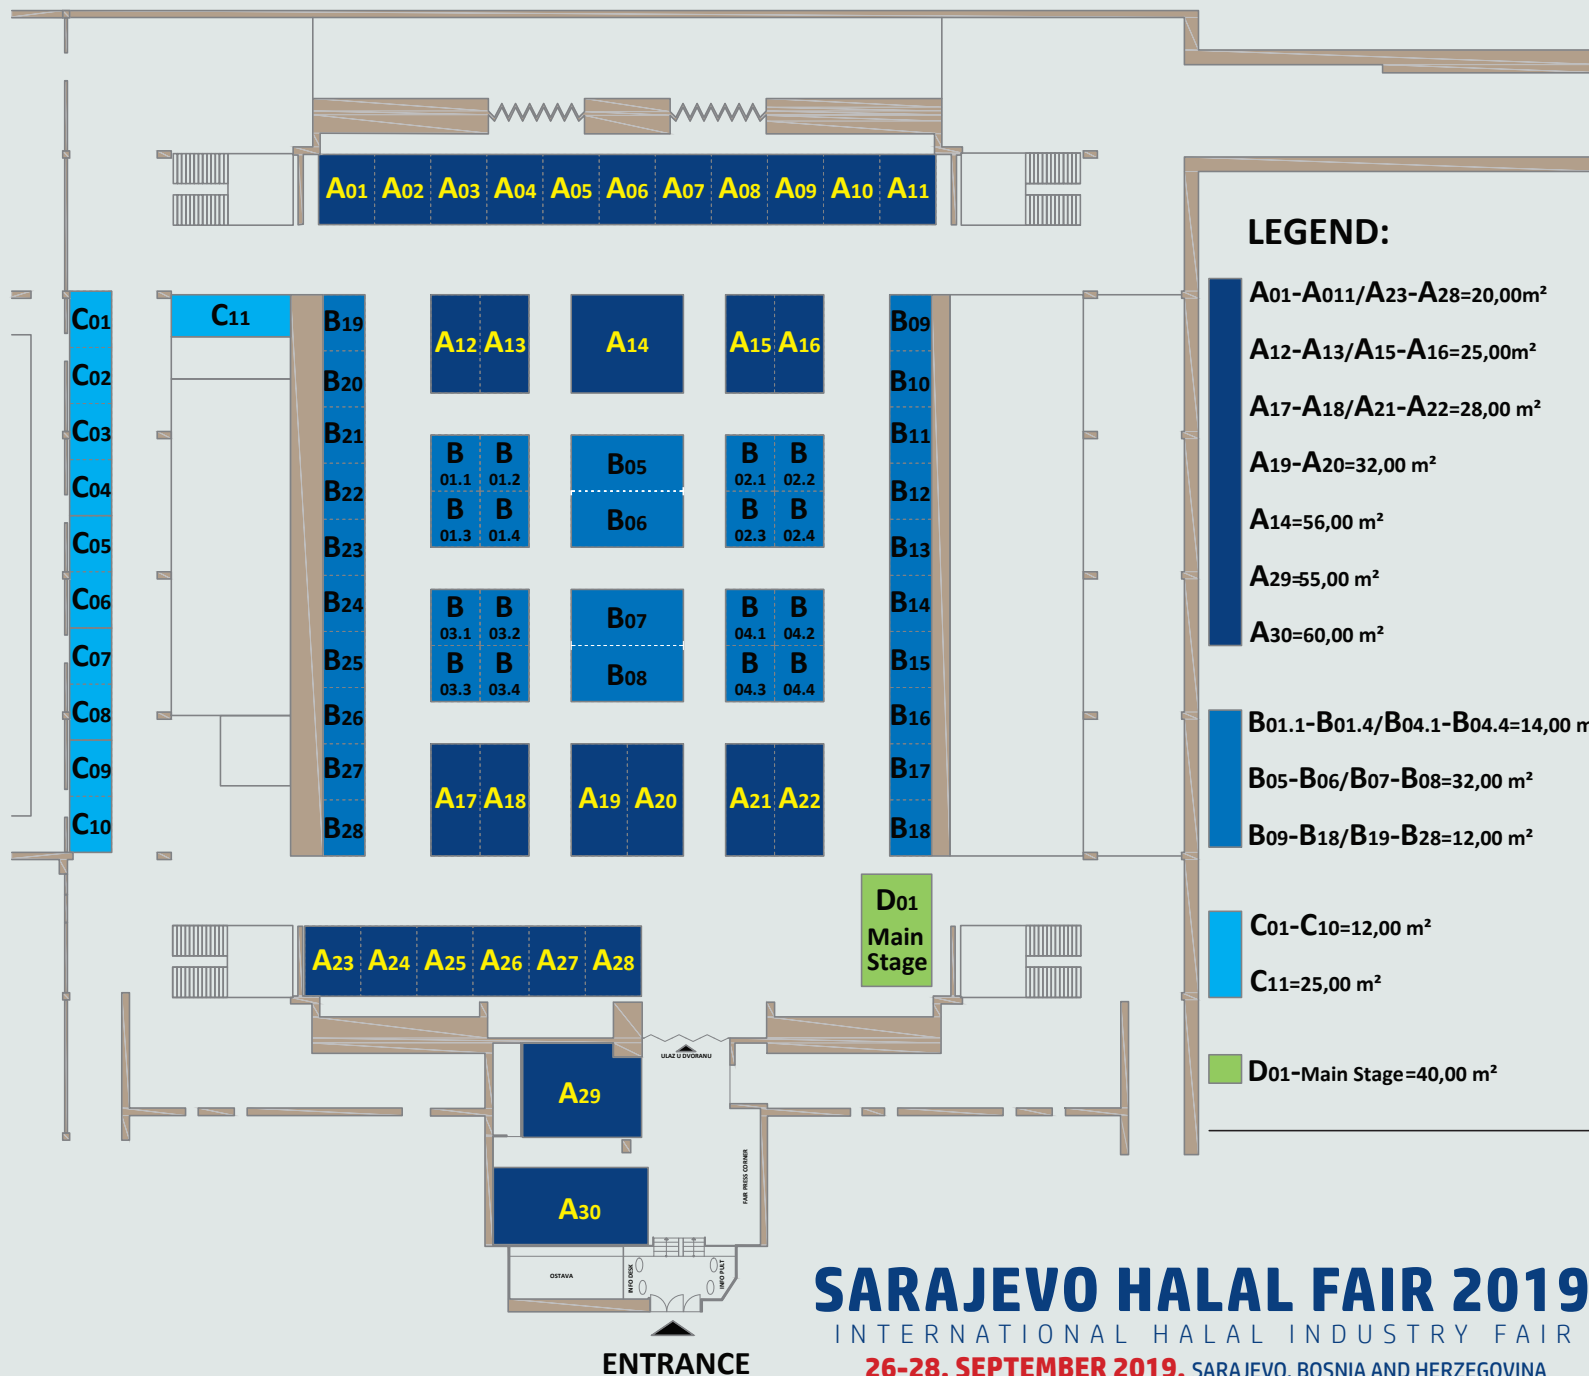 A01 A02 A03 A04 A05 A06 A07 A08 A09 A10 A11
LEGEND:
A01-A011/A23-A28=20,00m²
A12-A13/A15-A16=25,00m²
A17-A18/A21-A22=28,00 m²
A19-A20=32,00 m²
A14=56,00 m²
A29=55,00 m²
A30=60,00 m²
B01.1-B01.4/B04.1-B04.4=14,00 m
B05-B06/B07-B08=32,00 m²
B09-B18/B19-B28=12,00 m²
C01-C10=12,00 m²
C11=25,00 m²
D01-Main Stage=40,00 m²
C01
C02
C03
C04
C05
C06
C07
C08
C09
C10
C11
B19
B20
B21
B22
B23
B24
B25
B26
B27
B28
A12 A13
A14
A15 A16
B B
01.1 01.2
B B
01.3 01.4
B05
B06
B B
02.1 02.2
B B
02.3 02.4
B B
03.1 03.2
B B
03.3 03.4
B07
B08
B B
04.1 04.2
B B
04.3 04.4
A17 A18
A19 A20
A21 A22
B09
B10
B11
B12
B13
B14
B15
B16
B17
B18
D01
Main
Stage
A23 A24 A25 A26 A27 A28
ULAZ U DVORANU
A29
FAIR PRESS CORNER
A30
OSTAVA
INFO DESK
INFO PULT
ENTRANCE
SARAJEVO HALAL FAIR 2019
INTERNATIONAL HALAL INDUSTRY FAIR
26-28. SEPTEMBER 2019. SARAJEVO, BOSNIA AND HERZEGOVINA